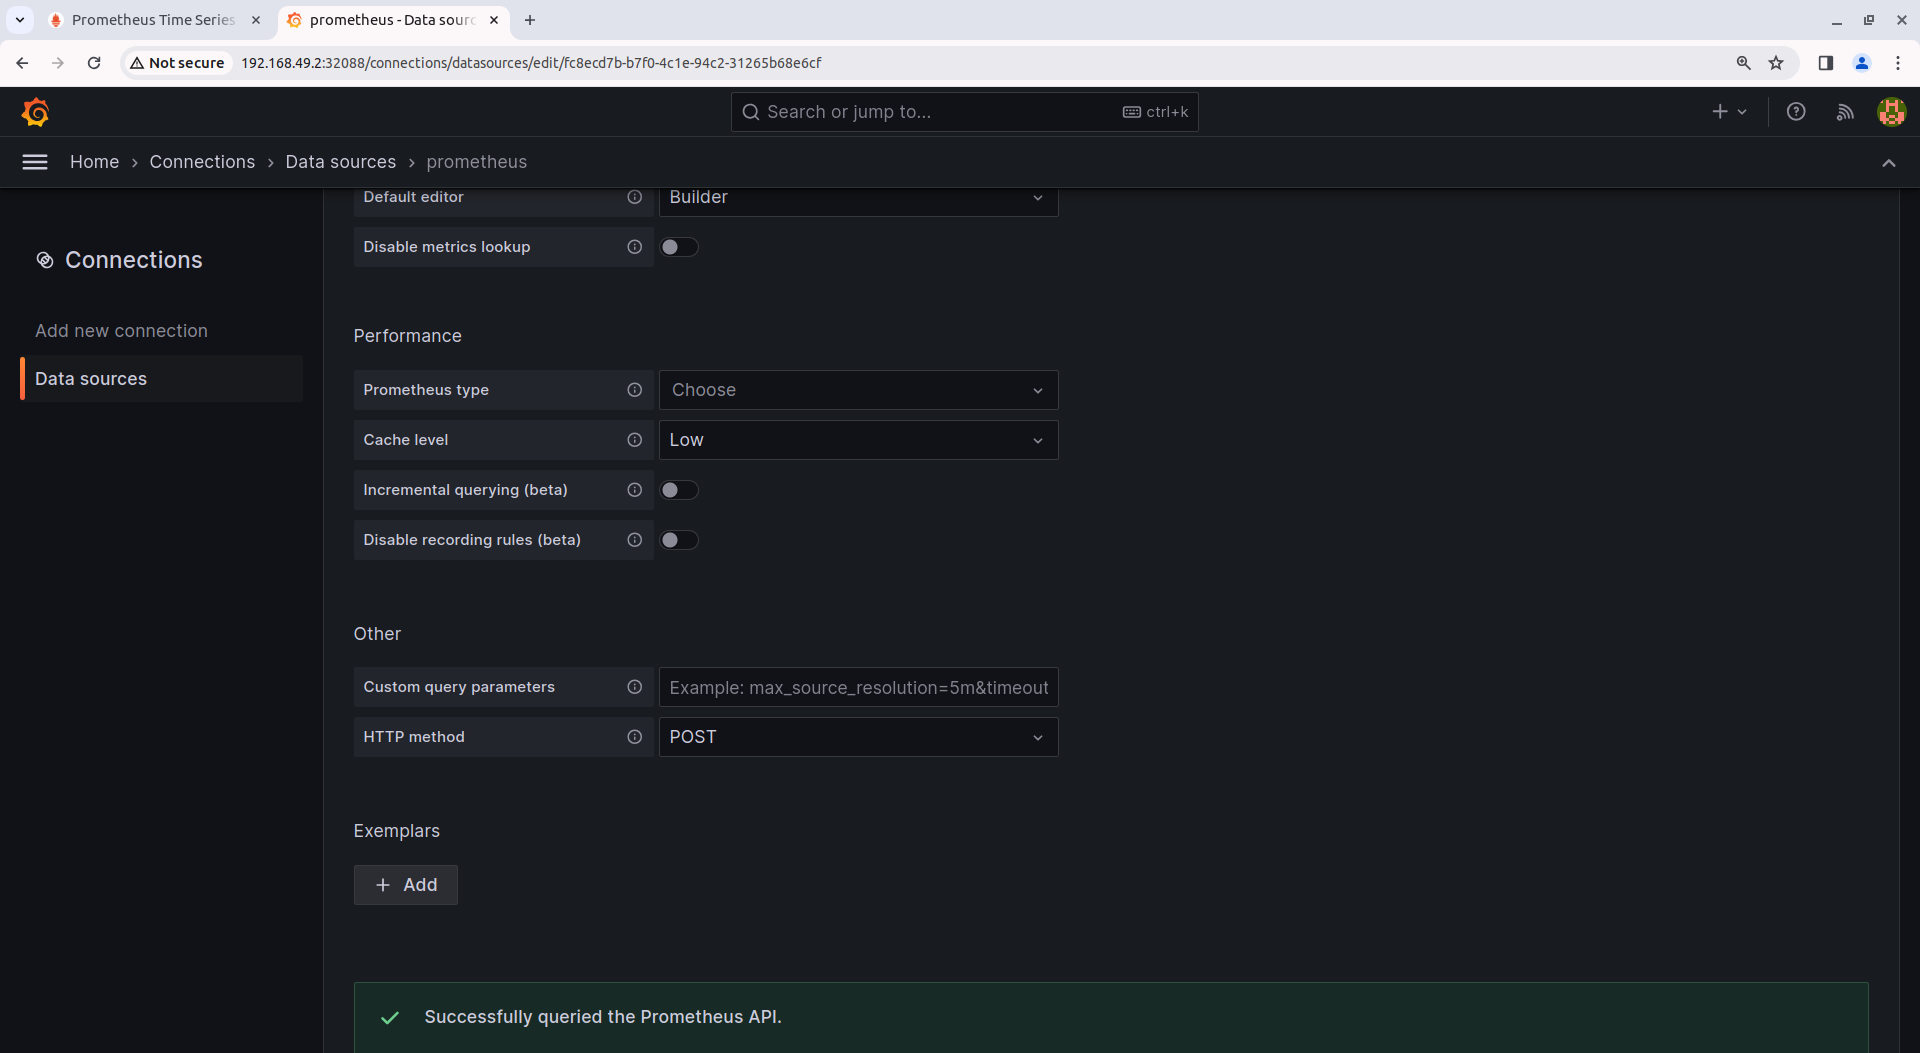 Prometheus Time Series
prometheus - Data sourc
Not secure
192.168.49.2:32088/connections/datasources/edit/fc8ecd7b-b7f0-4c1e-94c2-31265b68e6cf
Search or jump to...
ctrl+k
Home > Connections > Data sources > prometheus
Default editor
Builder
Connections
Disable metrics lookup
Add new connection
Performance
Data sources
Prometheus type
Choose
Cache level
Low
Incremental querying (beta)
Disable recording rules (beta)
Other
Custom query parameters
Example: max_source_resolution=5m&timeout
HTTP method
POST
Exemplars
+ Add
Successfully queried the Prometheus API.